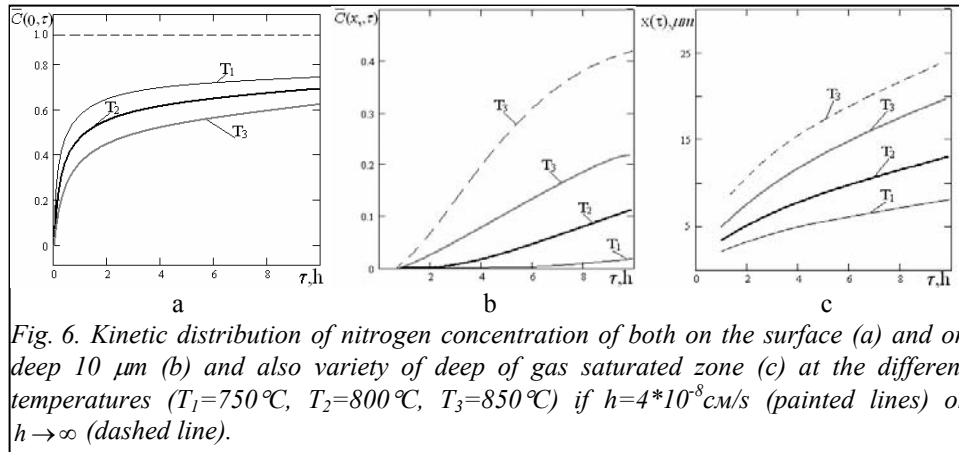 C̅(0,τ)
1.0
0.8
0.6
0.4
0.2
0
0 2 4 6 8
τ,h
T₁
T₂
T₃
a
C̅(x,,τ)
0.4
0.3
0.2
0.1
0
2 4 6 8
τ,h
T₃
T₃
T₂
T₁
b
x(τ),μm
25
15
5
2 4 6 8
τ,h
T₃
T₃
T₂
T₁
c
Fig. 6. Kinetic distribution of nitrogen concentration of both on the surface (a) and on
deep 10 μm (b) and also variety of deep of gas saturated zone (c) at the differen
temperatures (T₁=750℃, T₂=800℃, T₃=850℃) if h=4*10⁻⁸см/s (painted lines) o
h→∞ (dashed line).